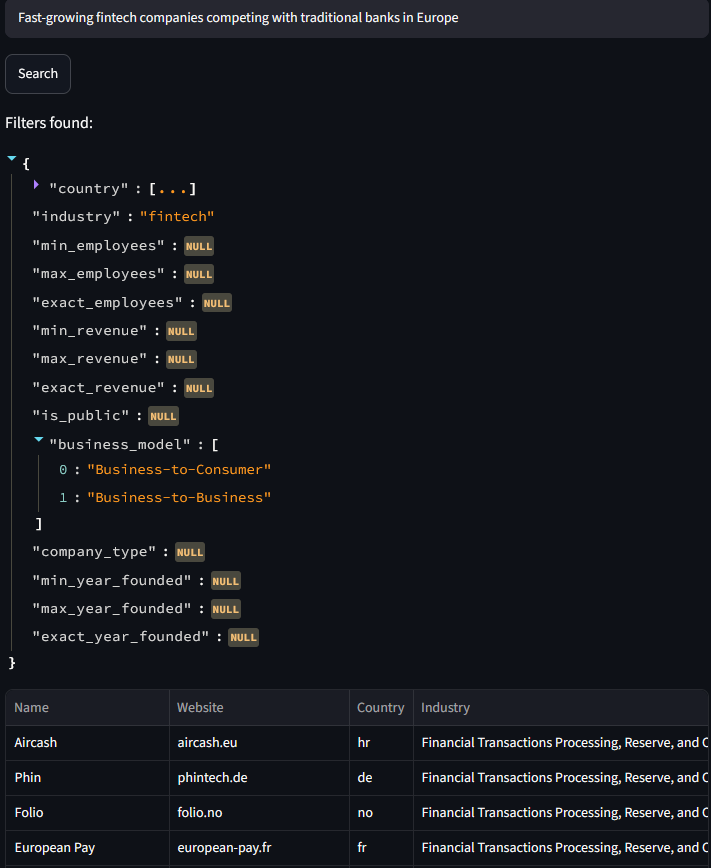 Fast-growing fintech companies competing with traditional banks in Europe
Search
Filters found:
{
"country" : [...]
"industry" : "fintech"
"min_employees" : NULL
"max_employees" : NULL
"exact_employees" : NULL
"min_revenue" : NULL
"max_revenue" : NULL
"exact_revenue" : NULL
"is_public" : NULL
"business_model" : [
0 : "Business-to-Consumer"
1 : "Business-to-Business"
]
"company_type" : NULL
"min_year_founded" : NULL
"max_year_founded" : NULL
"exact_year_founded" : NULL
}
Name Website Country Industry
Aircash aircash.eu hr Financial Transactions Processing, Reserve, and
Phin phintech.de de Financial Transactions Processing, Reserve, and
Folio folio.no no Financial Transactions Processing, Reserve, and
European Pay european-pay.fr fr Financial Transactions Processing, Reserve, and